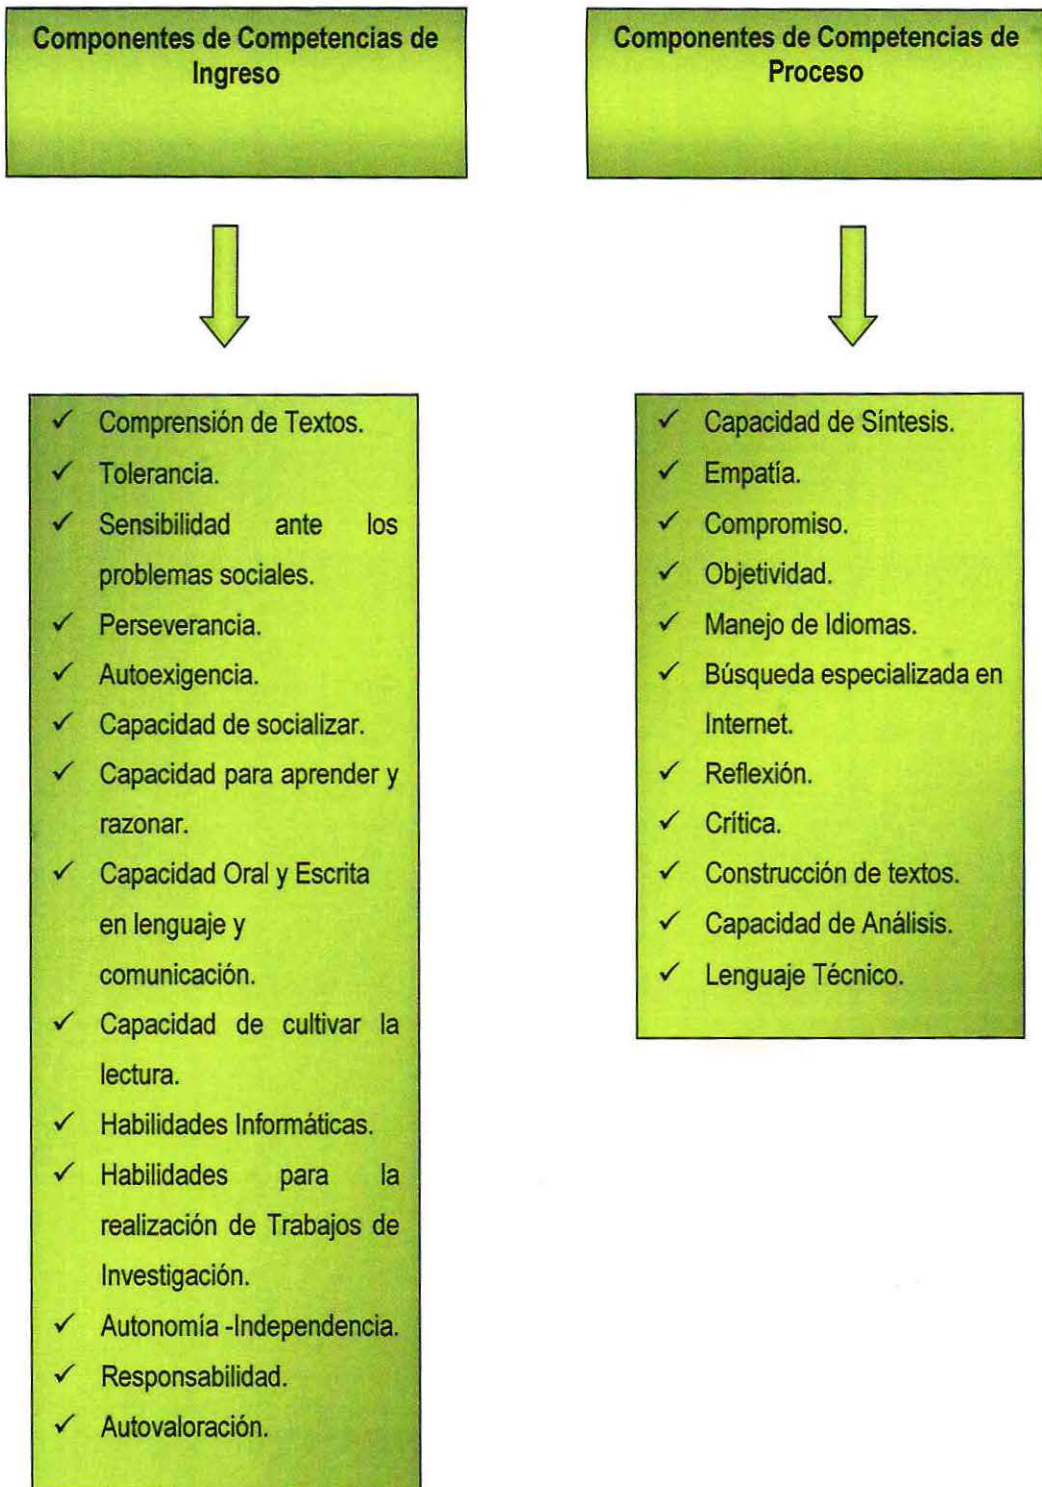 Componentes de Competencias de
Ingreso
✓ Comprensión de Textos.
✓ Tolerancia.
✓ Sensibilidad ante los
problemas sociales.
✓ Perseverancia.
✓ Autoexigencia.
✓ Capacidad de socializar.
✓ Capacidad para aprender y
razonar.
✓ Capacidad Oral y Escrita
en lenguaje y
comunicación.
✓ Capacidad de cultivar la
lectura.
✓ Habilidades Informáticas.
✓ Habilidades para la
realización de Trabajos de
Investigación.
✓ Autonomía -Independencia.
✓ Responsabilidad.
✓ Autovaloración.
Componentes de Competencias de
Proceso
✓ Capacidad de Síntesis.
✓ Empatía.
✓ Compromiso.
✓ Objetividad.
✓ Manejo de Idiomas.
✓ Búsqueda especializada en
Internet.
✓ Reflexión.
✓ Crítica.
✓ Construcción de textos.
✓ Capacidad de Análisis.
✓ Lenguaje Técnico.